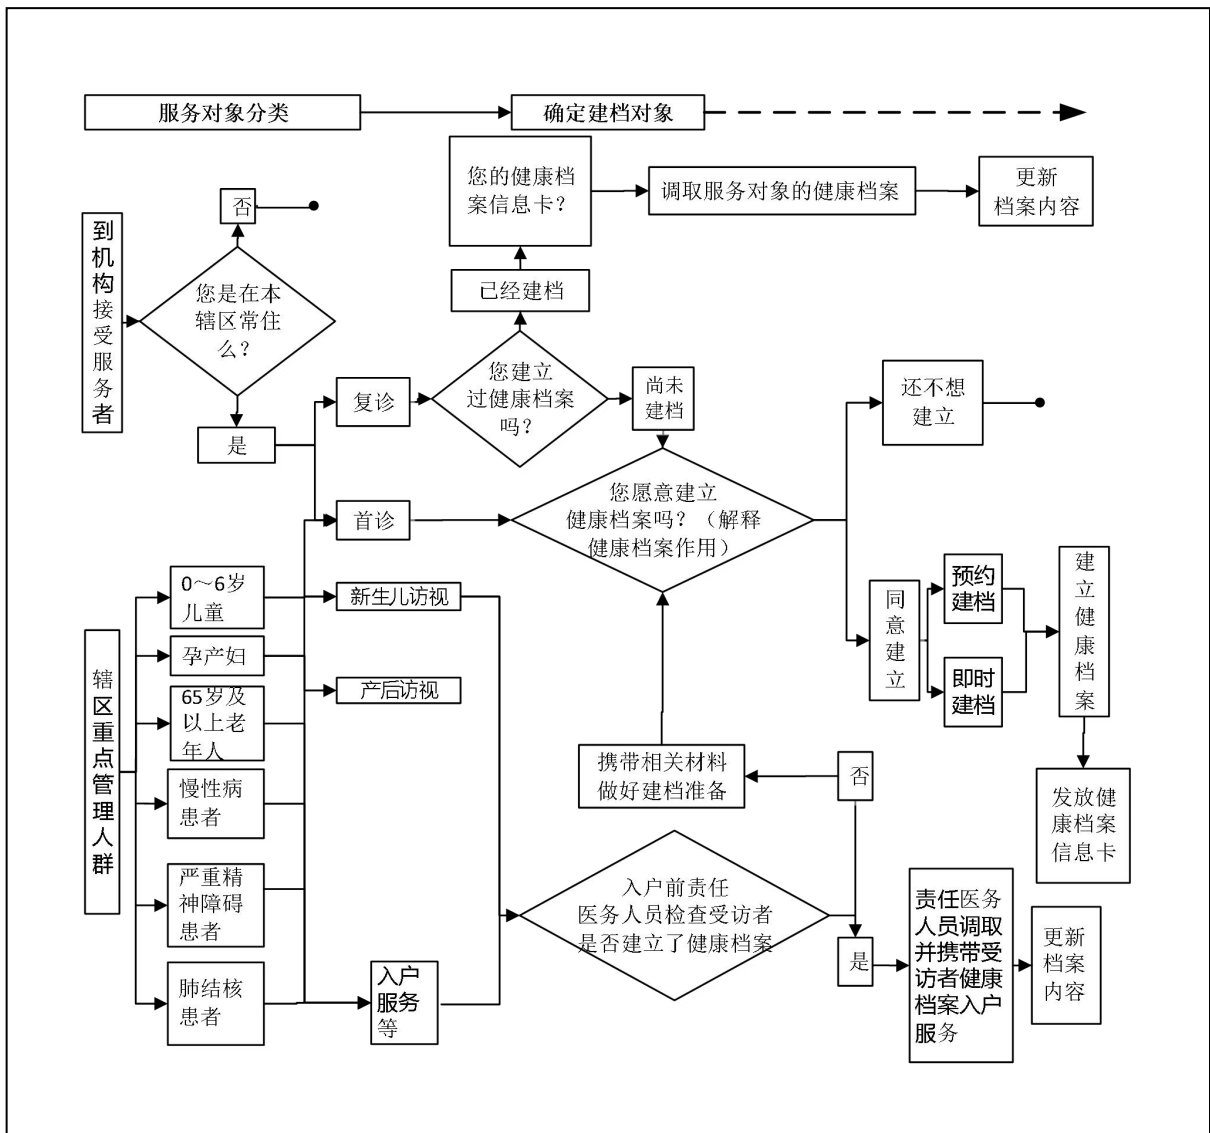 服务对象分类
确定建档对象
您的健康档
案信息卡？
调取服务对象的健康档案
更新
档案内容
否
到机构接受服务者
您是在本
辖区常住
么？
已经建档
是
复诊
您建立
过健康档案
吗？
尚未
建档
还不想
建立
首诊
您愿意建立
健康档案吗？（解释
健康档案作用）
辖区重点管理人群
0～6岁
儿童
孕产妇
65岁及
以上老
年人
慢性病
患者
严重精
神障碍
患者
肺结核
患者
新生儿访视
产后访视
入户
服务
等
同意建立
预约
建档
即时
建档
建立健康档案
发放健
康档案
信息卡
携带相关材料
做好建档准备
否
入户前责任
医务人员检查受访者
是否建立了健康档案
是
责任医务
人员调取
并携带受
访者健康
档案入户
服务
更新
档案
内容